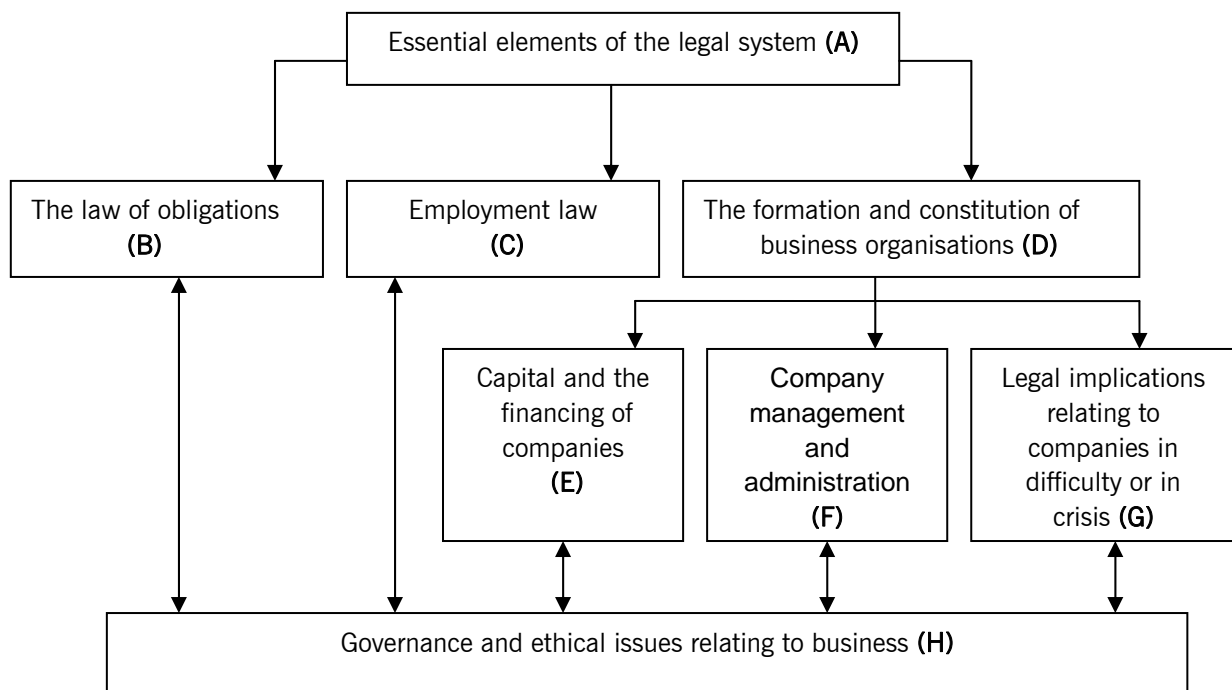 Essential elements of the legal system (A)
The law of obligations
(B)
Employment law
(C)
The formation and constitution of
business organisations (D)
Capital and the
financing of
companies
(E)
Company
management
and
administration
(F)
Legal implications
relating to
companies in
difficulty or in
crisis (G)
Governance and ethical issues relating to business (H)